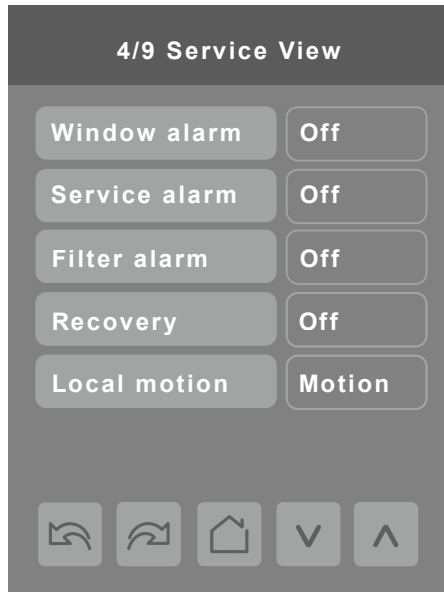 4/9 Service View
Window alarm Off
Service alarm Off
Filter alarm Off
Recovery Off
Local motion Motion